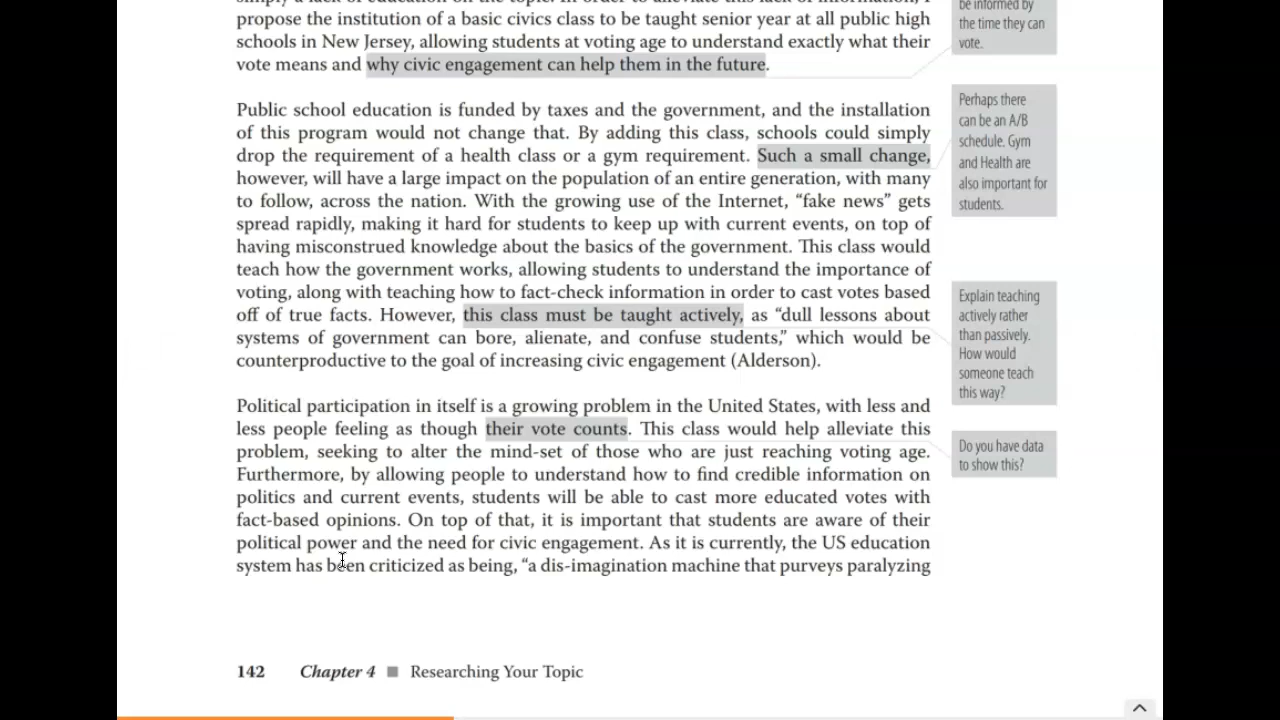 simply a lack of education on the topic. In order to alleviate this lack of information, I
propose the institution of a basic civics class to be taught senior year at all public high
schools in New Jersey, allowing students at voting age to understand exactly what their
vote means and why civic engagement can help them in the future.
be informed by
the time they can
vote.
Public school education is funded by taxes and the government, and the installation
of this program would not change that. By adding this class, schools could simply
drop the requirement of a health class or a gym requirement. Such a small change,
however, will have a large impact on the population of an entire generation, with many
to follow, across the nation. With the growing use of the Internet, “fake news” gets
spread rapidly, making it hard for students to keep up with current events, on top of
having misconstrued knowledge about the basics of the government. This class would
teach how the government works, allowing students to understand the importance of
voting, along with teaching how to fact-check information in order to cast votes based
off of true facts. However, this class must be taught actively, as “dull lessons about
systems of government can bore, alienate, and confuse students,” which would be
counterproductive to the goal of increasing civic engagement (Alderson).
Perhaps there
can be an A/B
schedule. Gym
and Health are
also important for
students.
Explain teaching
actively rather
than passively.
How would
someone teach
this way?
Political participation in itself is a growing problem in the United States, with less and
less people feeling as though their vote counts. This class would help alleviate this
problem, seeking to alter the mind-set of those who are just reaching voting age.
Furthermore, by allowing people to understand how to find credible information on
politics and current events, students will be able to cast more educated votes with
fact-based opinions. On top of that, it is important that students are aware of their
political power and the need for civic engagement. As it is currently, the US education
system has been criticized as being, “a dis-imagination machine that purveys paralyzing
Do you have data
to show this?
142 Chapter 4 ■ Researching Your Topic